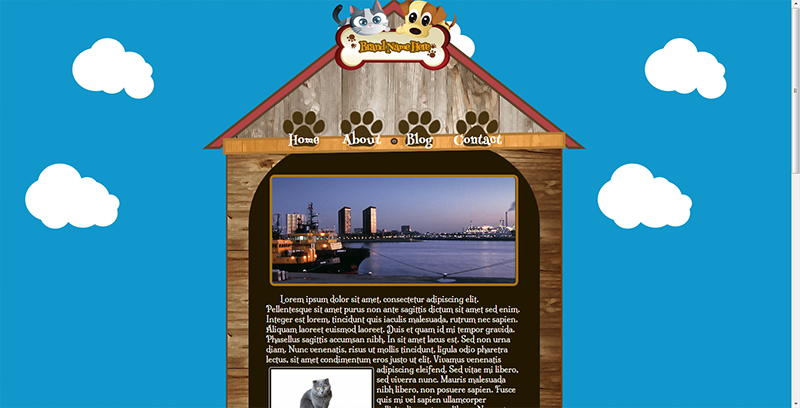 Brand Name Here
Home About Blog Contact
Lorem ipsum dolor sit amet, consectetur adipiscing elit.
Pellentesque sit amet purus non ante sagittis dictum sit amet sed enim.
Integer est lorem, tincidunt quis iaculis malesuada, rutrum nec sapien.
Aliquam laoreet euismod laoreet. Duis et quam id mi tempor gravida.
Phasellus sagittis accumsan nibh. In sit amet lacus est. Sed non urna
diam. Nunc venenatis, risus ut mollis tincidunt, ligula odio pharetra
lectus, sit amet condimentum eros justo ut elit. Vivamus venenatis
adipiscing eleifend. Sed vitae mi libero,
sed viverra nunc. Mauris malesuada
nibh libero, non posuere sapien. Fusce
quis mi vel sapien ullamcorper